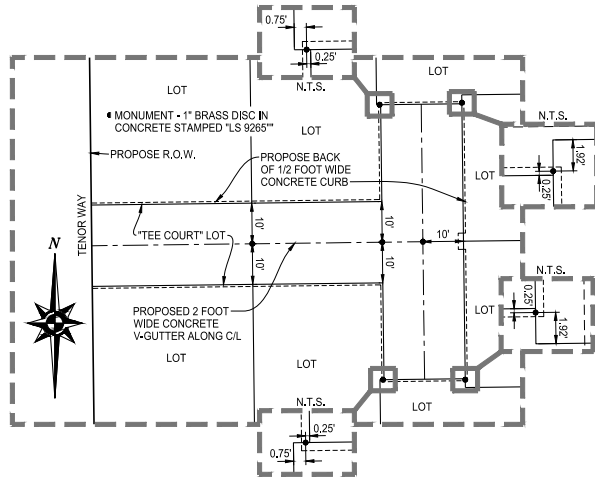 0.75'
0.25'
N.T.S.
LOT
LOT
LOT
MONUMENT - 1" BRASS DISC IN
CONCRETE STAMPED "LS 9265""
PROPOSE R.O.W.
PROPOSE BACK
OF 1/2 FOOT WIDE
CONCRETE CURB
N.T.S.
1.92'
0.25'
LOT
TENOR WAY
"TEE COURT" LOT
10'
10'
10'
10'
10'
N
PROPOSED 2 FOOT
WIDE CONCRETE
V-GUTTER ALONG C/L
N.T.S.
0.25'
1.92'
LOT
LOT
LOT
LOT
N.T.S.
0.25'
0.75'